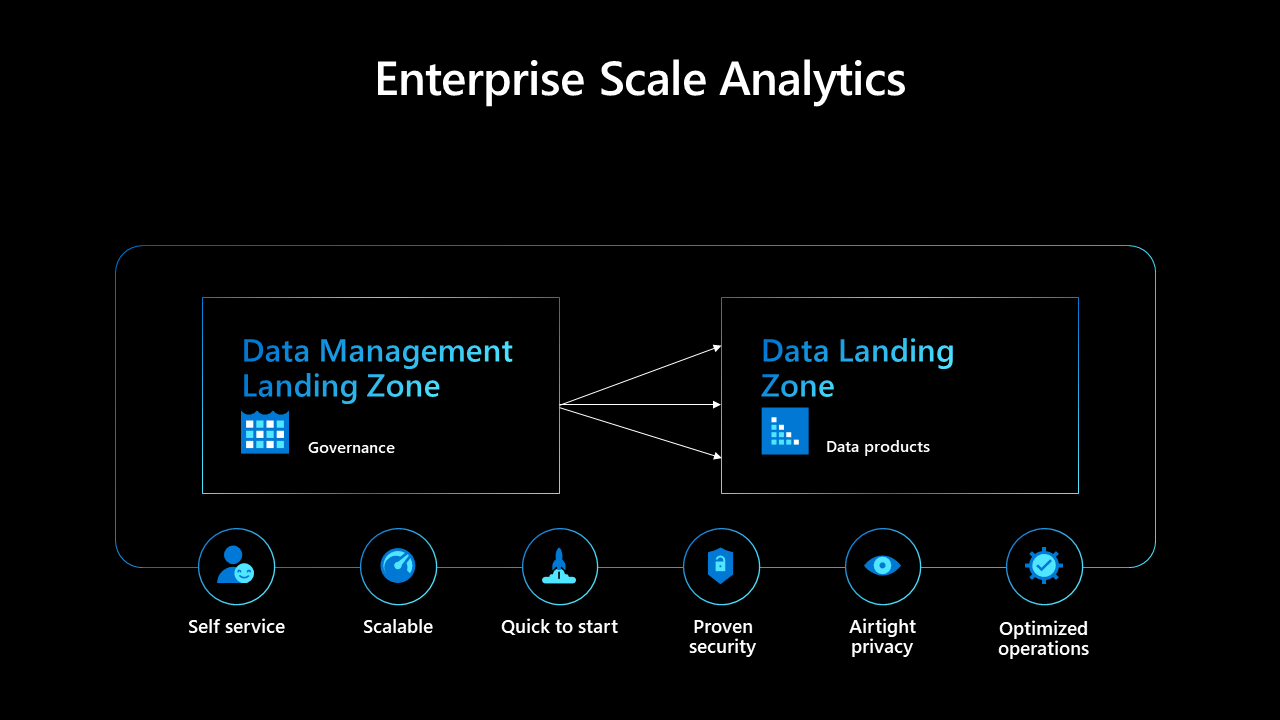 Enterprise Scale Analytics
Data Management
Landing Zone
Governance
Data Landing
Zone
Data products
Self service
Scalable
Quick to start
Proven
security
Airtight
privacy
Optimized
operations